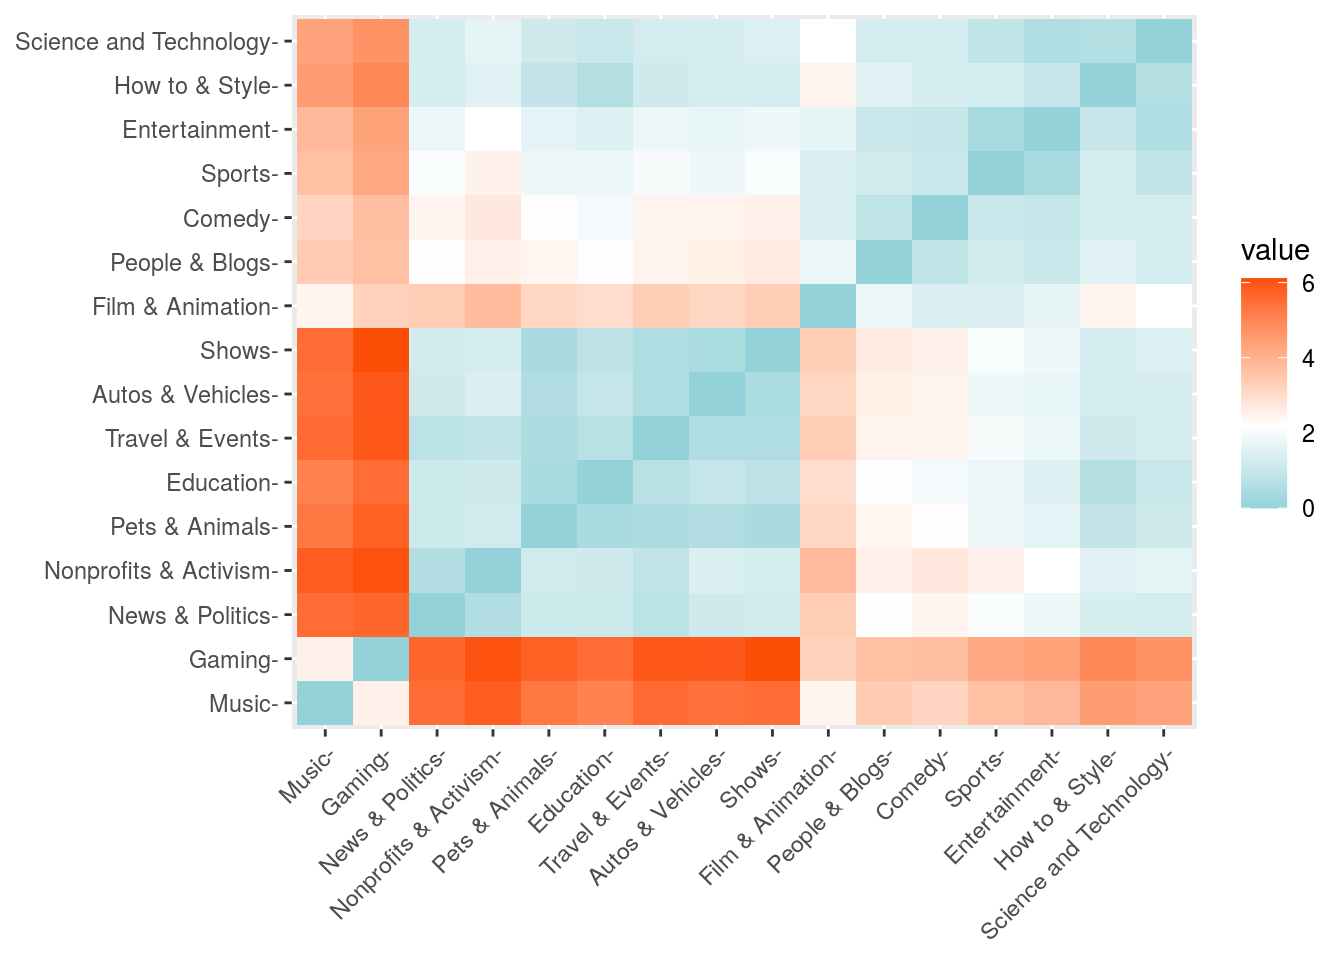 Science and Technology-
How to & Style-
Entertainment-
Sports-
Comedy-
People & Blogs-
Film & Animation-
Shows-
Autos & Vehicles-
Travel & Events-
Education-
Pets & Animals-
Nonprofits & Activism-
News & Politics-
Gaming-
Music-
Music-
Gaming-
News & Politics-
Nonprofits & Activism-
Pets & Animals-
Education-
Travel & Events-
Autos & Vehicles-
Shows-
Film & Animation-
People & Blogs-
Comedy-
Sports-
Entertainment-
How to & Style-
Science and Technology-
value
6
4
2
0